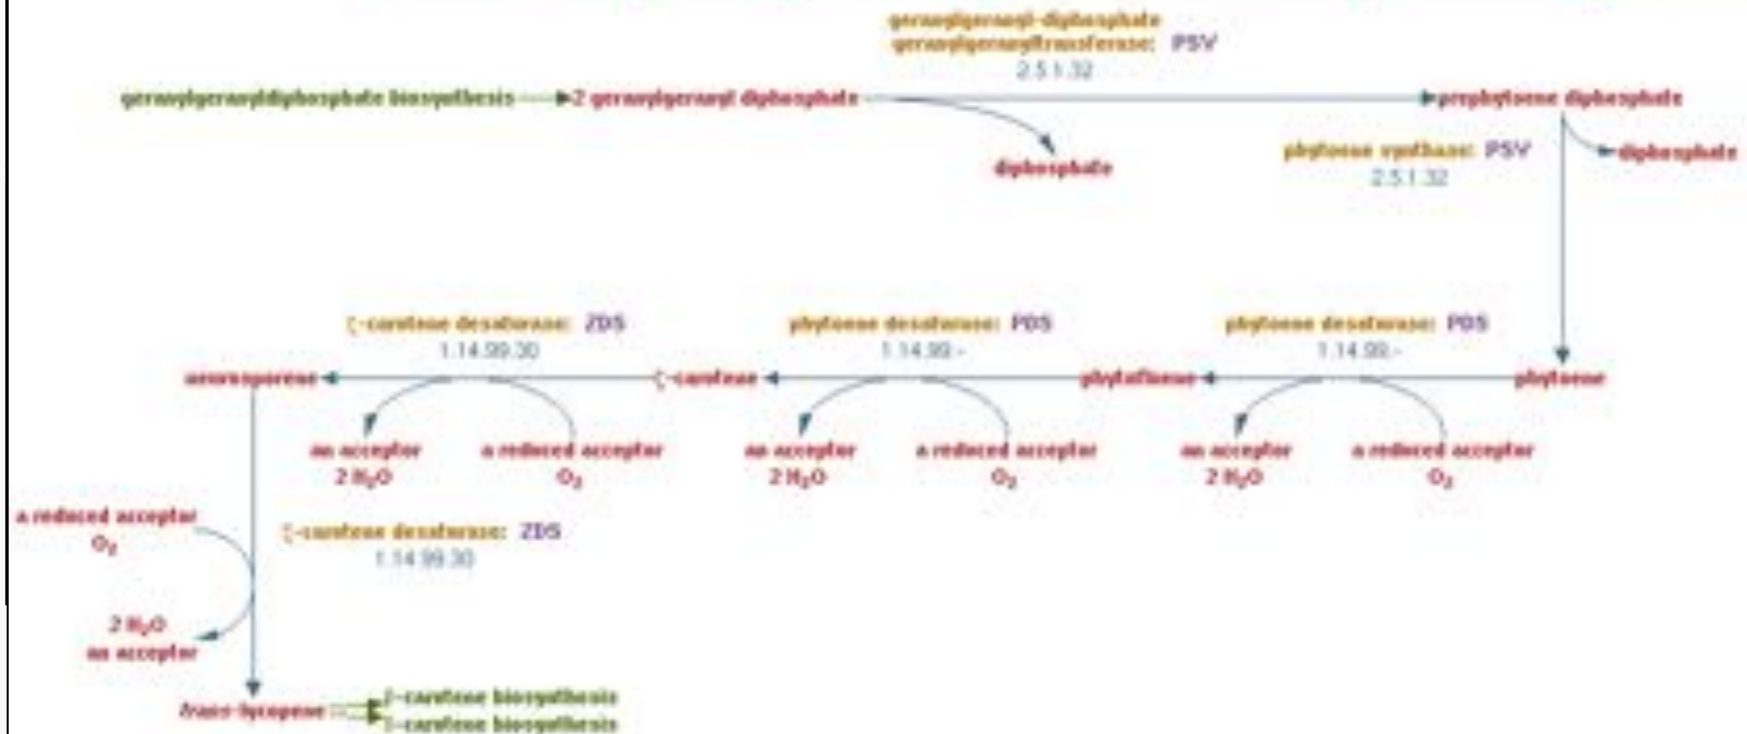 geranylgeranyl-diphosphate
geranylgeranyltransferase: PSY
2.5.1.32
geranylgeranyldiphosphate biosynthesis
2 geranylgeranyl diphosphate
prephytoene diphosphate
diphosphate
phytoene synthase: PSY
2.5.1.32
diphosphate
ζ-carotene desaturase: ZDS
1.14.99.30
phytoene desaturase: PDS
1.14.99.-
phytoene desaturase: PDS
1.14.99.-
neurosporene
ζ-carotene
phytofluene
phytoene
an acceptor
2 H₂O
a reduced acceptor
O₂
an acceptor
2 H₂O
a reduced acceptor
O₂
an acceptor
2 H₂O
a reduced acceptor
O₂
a reduced acceptor
O₂
ζ-carotene desaturase: ZDS
1.14.99.30
2 H₂O
an acceptor
trans-lycopene
-carotene biosynthesis
-carotene biosynthesis